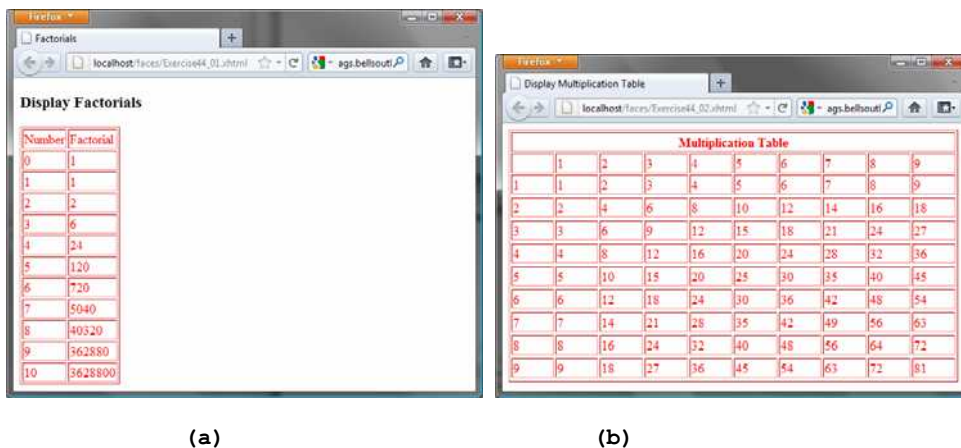 Firefox
Factorials
localhost/faces/Exercise44_01.xhtml
ags.bellsoutl
Display Factorials
Number Factorial
0 1
1 1
2 2
3 6
4 24
5 120
6 720
7 5040
8 40320
9 362880
10 3628800
(a)
Firefox
Display Multiplication Table
localhost/faces/Exercise44_02.xhtml
ags.bellsoutl
Multiplication Table
1 2 3 4 5 6 7 8 9
1 1 2 3 4 5 6 7 8 9
2 2 4 6 8 10 12 14 16 18
3 3 6 9 12 15 18 21 24 27
4 4 8 12 16 20 24 28 32 36
5 5 10 15 20 25 30 35 40 45
6 6 12 18 24 30 36 42 48 54
7 7 14 21 28 35 42 49 56 63
8 8 16 24 32 40 48 56 64 72
9 9 18 27 36 45 54 63 72 81
(b)